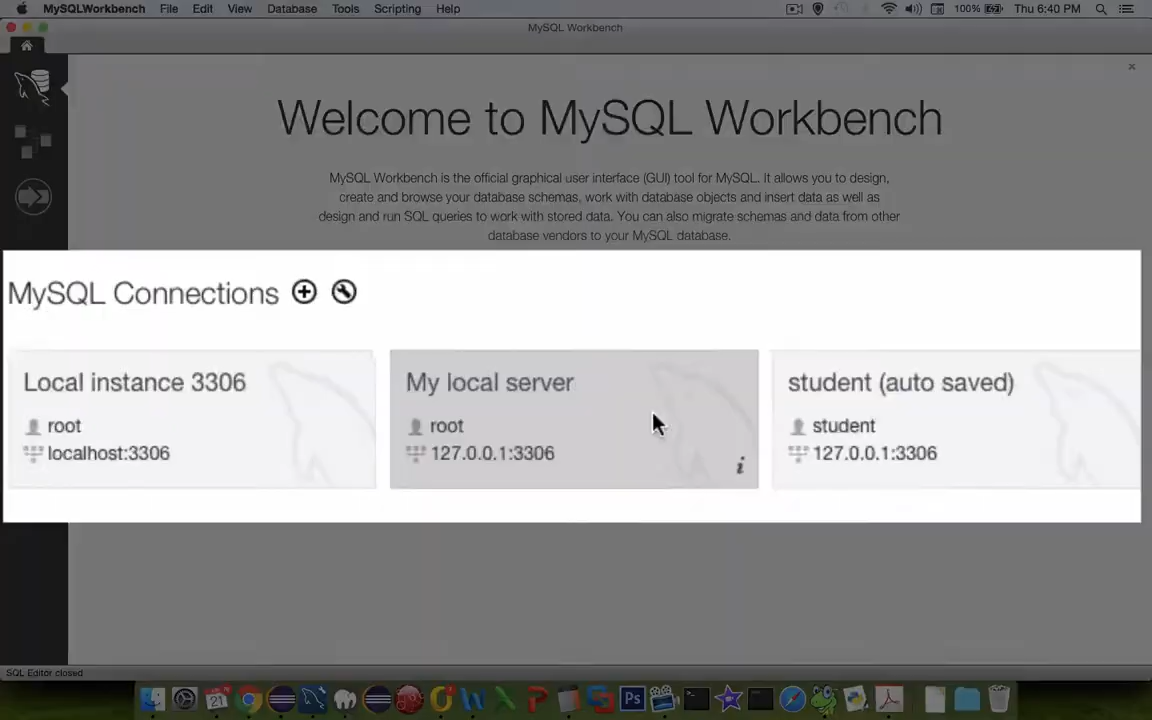 MySQLWorkbench File Edit View Database Tools Scripting Help 100% Thu 6:40 PM
MySQL Workbench
Welcome to MySQL Workbench
MySQL Workbench is the official graphical user interface (GUI) tool for MySQL. It allows you to design,
create and browse your database schemas, work with database objects and insert data as well as
design and run SQL queries to work with stored data. You can also migrate schemas and data from other
database vendors to your MySQL database.
MySQL Connections
Local instance 3306
root
localhost:3306
My local server
root
127.0.0.1:3306
i
student (auto saved)
student
127.0.0.1:3306
SQL Editor closed
21
Ps